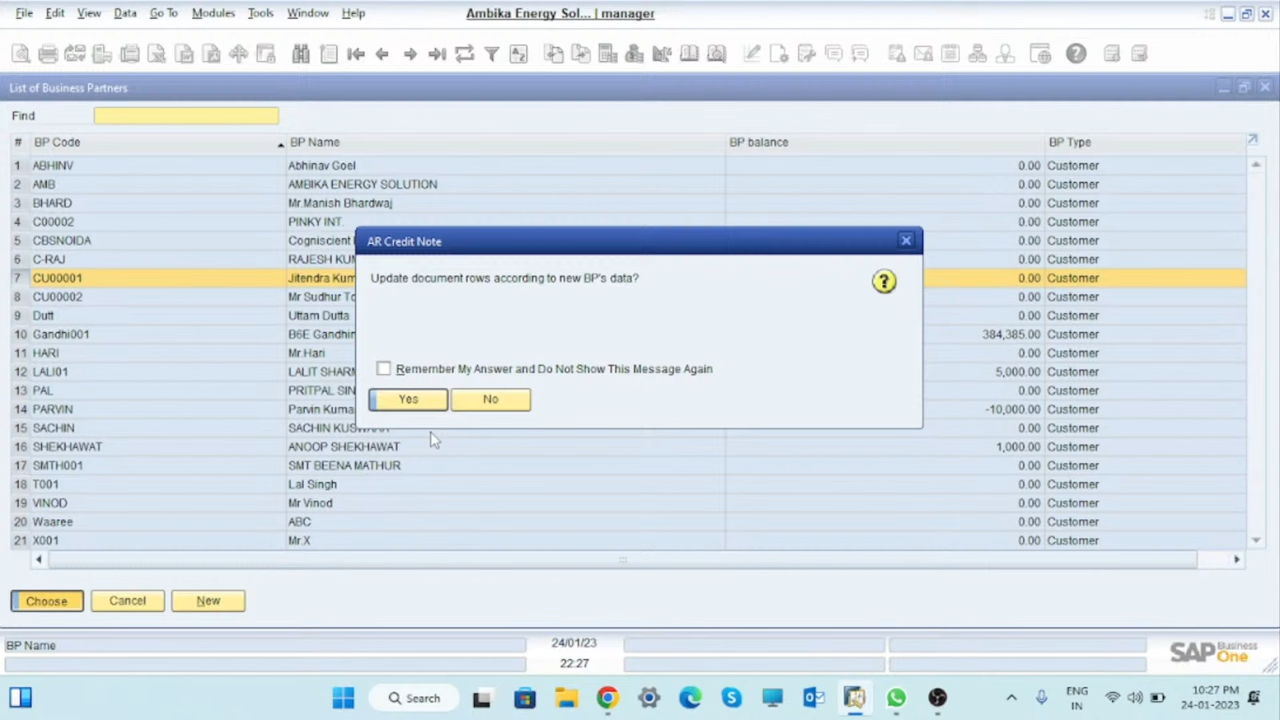 File Edit View Data Go To Modules Tools Window Help Ambika Energy Sol... | manager
List of Business Partners
Find
# BP Code BP Name BP balance BP Type
1 ABHINV Abhinav Goel 0.00 Customer
2 AMB AMBIKA ENERGY SOLUTION 0.00 Customer
3 BHARD Mr.Manish Bhardwaj 0.00 Customer
4 C00002 PINKY INT. 0.00 Customer
5 CBSNOIDA Cogniscient 0.00 Customer
6 C-RAJ RAJESH KUM 0.00 Customer
7 CU00001 Jitendra Kum 0.00 Customer
8 CU00002 Mr Sudhur To 0.00 Customer
9 Dutt Uttam Dutta 0.00 Customer
10 Gandhi001 B6E Gandhin 384,385.00 Customer
11 HARI Mr.Hari 0.00 Customer
12 LALI01 LALIT SHARM 5,000.00 Customer
13 PAL PRITPAL SIN 0.00 Customer
14 PARVIN Parvin Kuma -10,000.00 Customer
15 SACHIN SACHIN 0.00 Customer
16 SHEKHAWAT ANOOP SHEKHAWAT 1,000.00 Customer
17 SMTH001 SMT BEENA MATHUR 0.00 Customer
18 T001 Lal Singh 0.00 Customer
19 VINOD Mr Vinod 0.00 Customer
20 Waaree ABC 0.00 Customer
21 X001 Mr.X 0.00 Customer
AR Credit Note
Update document rows according to new BP's data?
?
Remember My Answer and Do Not Show This Message Again
Yes No
Choose Cancel New
BP Name 24/01/23
22:27
SAP Business One
Search
ENG
IN
10:27 PM
24-01-2023